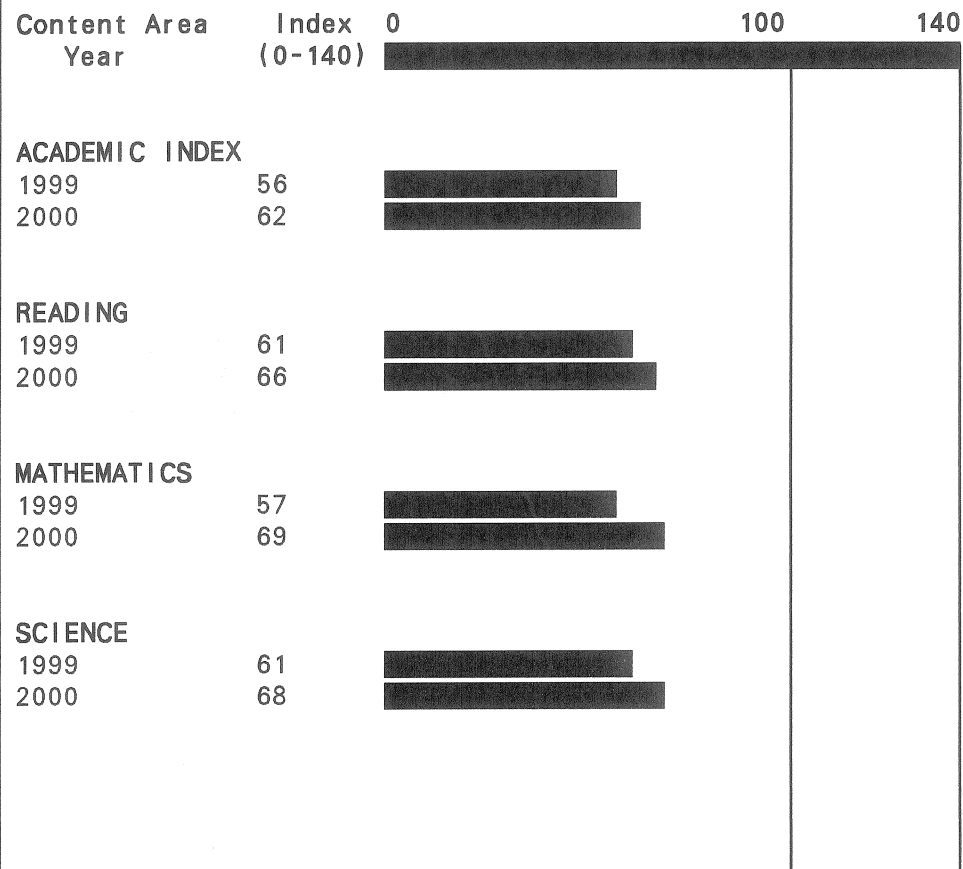 Content Area Index 0 100 140
Year (0-140)
ACADEMIC INDEX
1999 56
2000 62
READING
1999 61
2000 66
MATHEMATICS
1999 57
2000 69
SCIENCE
1999 61
2000 68